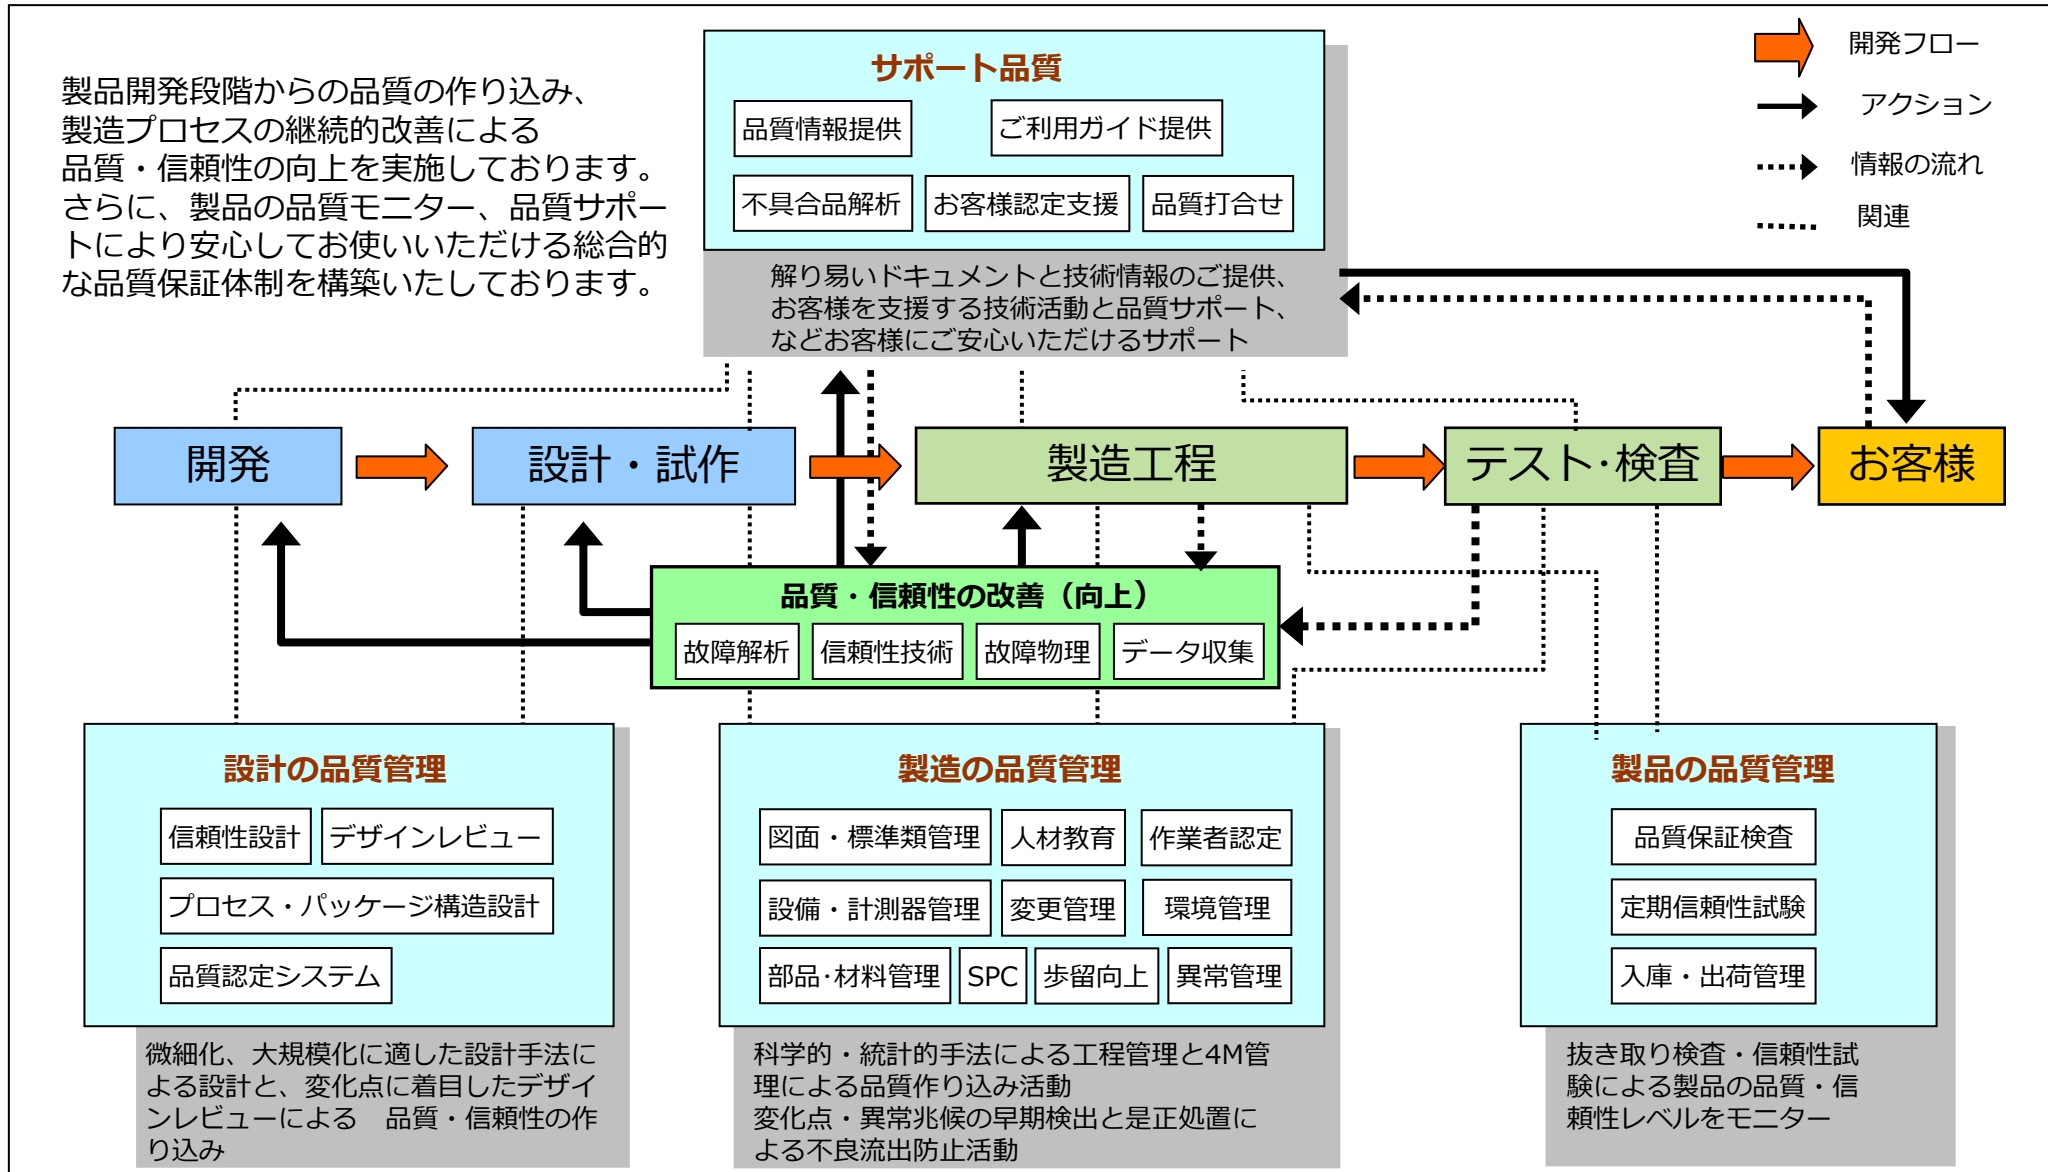 製品開発段階からの品質の作り込み、
製造プロセスの継続的改善による
品質・信頼性の向上を実施しております。
さらに、製品の品質モニター、品質サポー
トにより安心してお使いいただける総合的
な品質保証体制を構築いたしております。
サポート品質
品質情報提供
ご利用ガイド提供
不具合品解析
お客様認定支援
品質打合せ
解り易いドキュメントと技術情報のご提供、
お客様を支援する技術活動と品質サポート、
などお客様にご安心いただけるサポート
開発フロー
アクション
情報の流れ
関連
開発
設計・試作
製造工程
テスト・検査
お客様
品質・信頼性の改善（向上）
故障解析
信頼性技術
故障物理
データ収集
設計の品質管理
信頼性設計
デザインレビュー
プロセス・パッケージ構造設計
品質認定システム
微細化、大規模化に適した設計手法に
よる設計と、変化点に着目したデザイ
ンレビューによる　品質・信頼性の作
り込み
製造の品質管理
図面・標準類管理
人材教育
作業者認定
設備・計測器管理
変更管理
環境管理
部品・材料管理
SPC
歩留向上
異常管理
科学的・統計的手法による工程管理と4M管
理による品質作り込み活動
変化点・異常兆候の早期検出と是正処置に
よる不良流出防止活動
製品の品質管理
品質保証検査
定期信頼性試験
入庫・出荷管理
抜き取り検査・信頼性試
験による製品の品質・信
頼性レベルをモニター